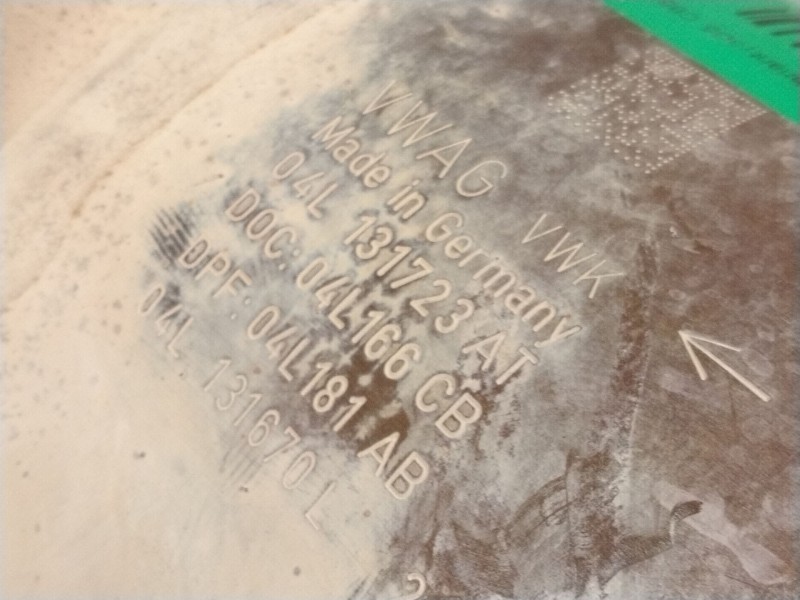 VWAG VWK
Made in Germany
04L 131723 AT
DOC: 04L166 CB
DPF: 04L181 AB
04L 131670 L